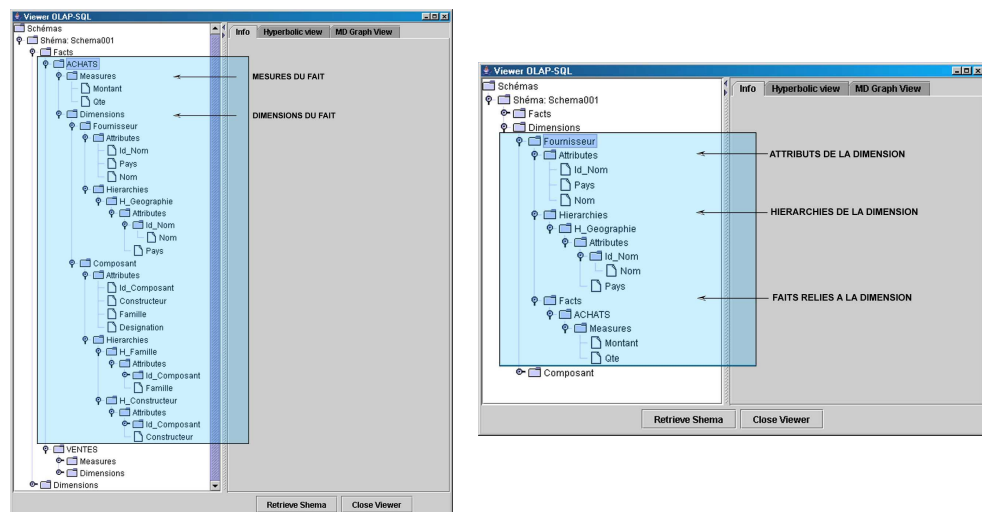 Viewer OLAP-SQL
Schémas
Shéma: Schema001
Facts
ACHATS
Measures
Montant
Qte
Dimensions
Fournisseur
Attributes
Id_Nom
Pays
Nom
Hierarchies
H_Geographie
Attributes
Id_Nom
Nom
Pays
Composant
Attributes
Id_Composant
Constructeur
Famille
Designation
Hierarchies
H_Famille
Attributes
Id_Composant
Famille
H_Constructeur
Attributes
Id_Composant
Constructeur
VENTES
Measures
Dimensions
Dimensions
Info Hyperbolic view MD Graph View
MESURES DU FAIT
DIMENSIONS DU FAIT
Retrieve Shema Close Viewer
Viewer OLAP-SQL
Schémas
Shéma: Schema001
Facts
Dimensions
Fournisseur
Attributes
Id_Nom
Pays
Nom
Hierarchies
H_Geographie
Attributes
Id_Nom
Nom
Pays
Facts
ACHATS
Measures
Montant
Qte
Composant
Info Hyperbolic view MD Graph View
ATTRIBUTS DE LA DIMENSION
HIERARCHIES DE LA DIMENSION
FAITS RELIES A LA DIMENSION
Retrieve Shema Close Viewer